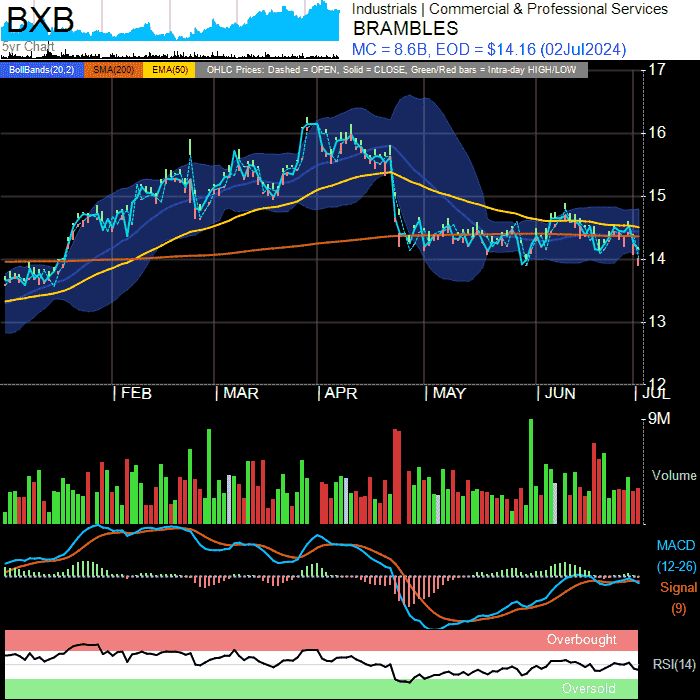 BXB
5yr Chart
Industrials | Commercial & Professional Services
BRAMBLES
MC = 8.6B, EOD = $14.16 (02Jul2024)
BollBands(20,2) SMA(200) EMA(50) OHLC Prices: Dashed = OPEN, Solid = CLOSE, Green/Red bars = Intra-day HIGH/LOW
17
16
15
14
13
12
| FEB | MAR | APR | MAY | JUN | JUL
9M
Volume
MACD
(12-26)
Signal
(9)
Overbought
RSI(14)
Oversold